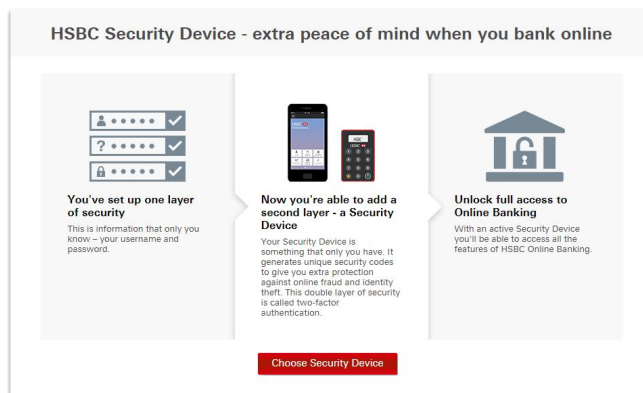 HSBC Security Device - extra peace of mind when you bank online
You've set up one layer
of security
This is information that only you
know – your username and
password.
HSBC
HSBC
Now you're able to add a
second layer - a Security
Device
Your Security Device is
something that only you have. It
generates unique security codes
to give you extra protection
against online fraud and identity
theft. This double layer of security
is called two-factor
authentication.
Unlock full access to
Online Banking
With an active Security Device
you'll be able to access all the
features of HSBC Online Banking.
Choose Security Device